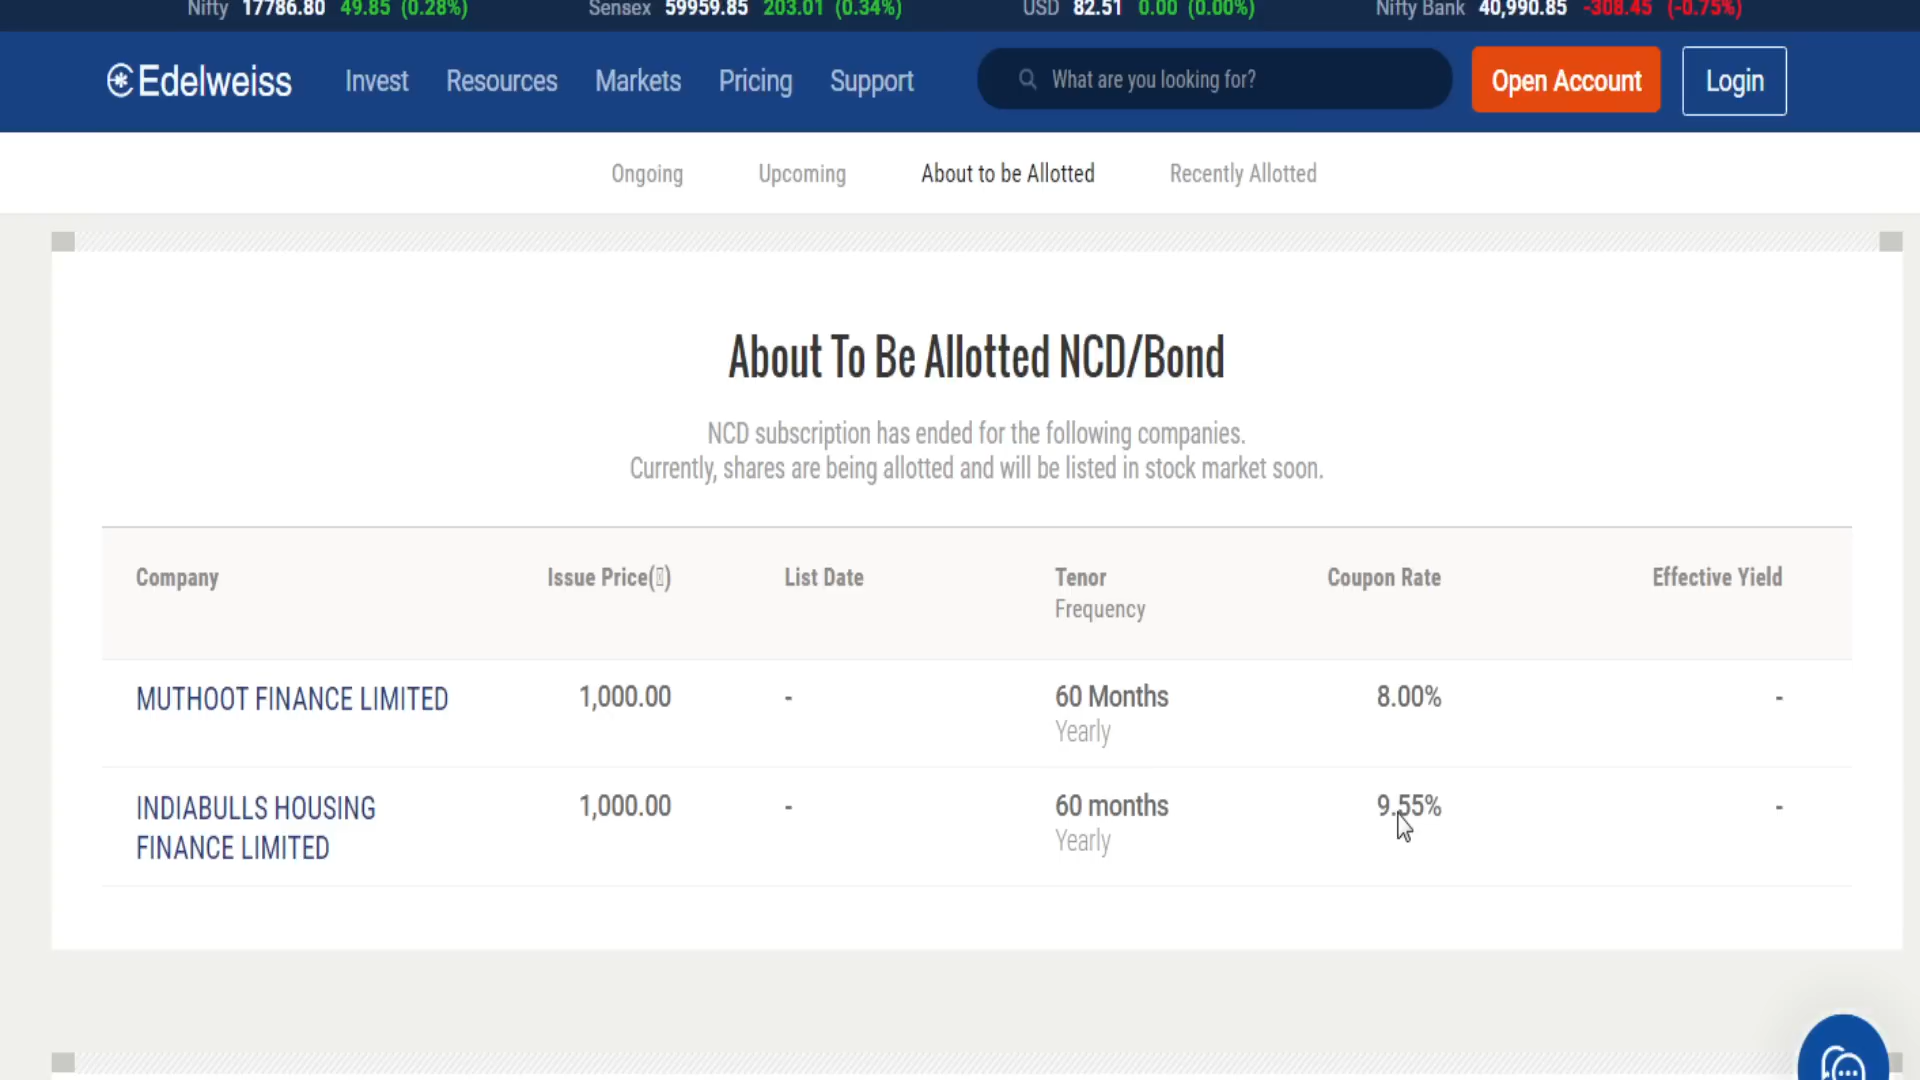 Nifty 17786.80 49.85 (0.28%) Sensex 59959.85 203.01 (0.34%) USD 82.51 0.00 (0.00%) Nifty Bank 40,990.85 -308.45 (-0.75%)
Edelweiss Invest Resources Markets Pricing Support What are you looking for? Open Account Login
Ongoing Upcoming About to be Allotted Recently Allotted
About To Be Allotted NCD/Bond
NCD subscription has ended for the following companies.
Currently, shares are being allotted and will be listed in stock market soon.
Company Issue Price(▯) List Date Tenor Coupon Rate Effective Yield
Frequency
MUTHOOT FINANCE LIMITED 1,000.00 - 60 Months 8.00% -
Yearly
INDIABULLS HOUSING 1,000.00 - 60 months 9.55% -
FINANCE LIMITED Yearly